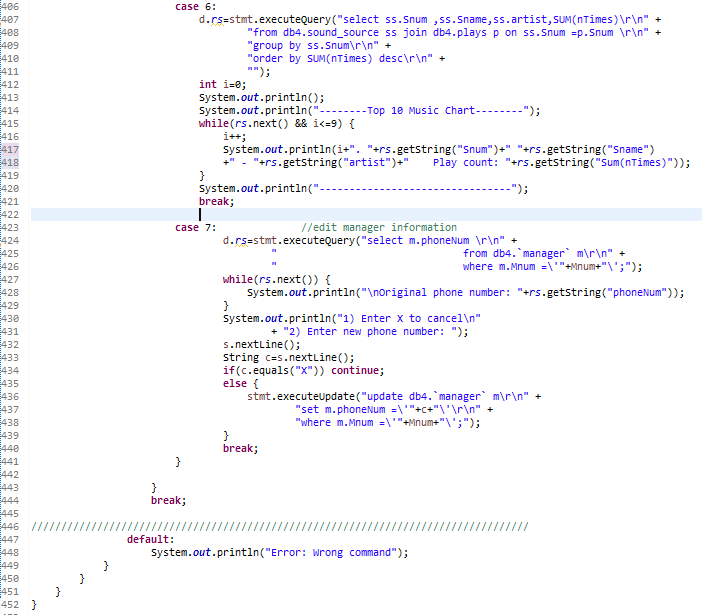 406 case 6:
407 d.rs=stmt.executeQuery("select ss.Snum ,ss.Sname,ss.artist,SUM(nTimes)\r\n" +
408 "from db4.sound_source ss join db4.plays p on ss.Snum =p.Snum \r\n" +
409 "group by ss.Snum\r\n" +
410 "order by SUM(nTimes) desc\r\n" +
411 "");
412 int i=0;
413 System.out.println();
414 System.out.println("--------Top 10 Music Chart--------");
415 while(rs.next() && i<=9) {
416 i++;
417 System.out.println(i+". "+rs.getString("Snum")+" "+rs.getString("Sname")
418 +" - "+rs.getString("artist")+"    Play count: "+rs.getString("Sum(nTimes)"));
419 }
420 System.out.println("--------------------------------");
421 break;
422
423 case 7: //edit manager information
424 d.rs=stmt.executeQuery("select m.phoneNum \r\n" +
425 " from db4.`manager` m\r\n" +
426 " where m.Mnum =\'"+Mnum+"\';");
427 while(rs.next()) {
428 System.out.println("\nOriginal phone number: "+rs.getString("phoneNum"));
429 }
430 System.out.println("1) Enter X to cancel\n"
431 + "2) Enter new phone number: ");
432 s.nextLine();
433 String c=s.nextLine();
434 if(c.equals("X")) continue;
435 else {
436 stmt.executeUpdate("update db4.`manager` m\r\n" +
437 "set m.phoneNum =\'"+c+"\'\r\n" +
438 "where m.Mnum =\'"+Mnum+"\';");
439 }
440 break;
441 }
442
443 }
444 break;
445
446 ///////////////////////////////////////////////////////////////////////////////////
447 default:
448 System.out.println("Error: Wrong command");
449 }
450 }
451 }
452 }